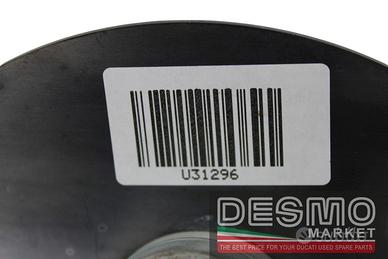 U31296
DESMO
MARKET
THE BEST PRICE FOR YOUR DUCATI USED SPARE PARTS